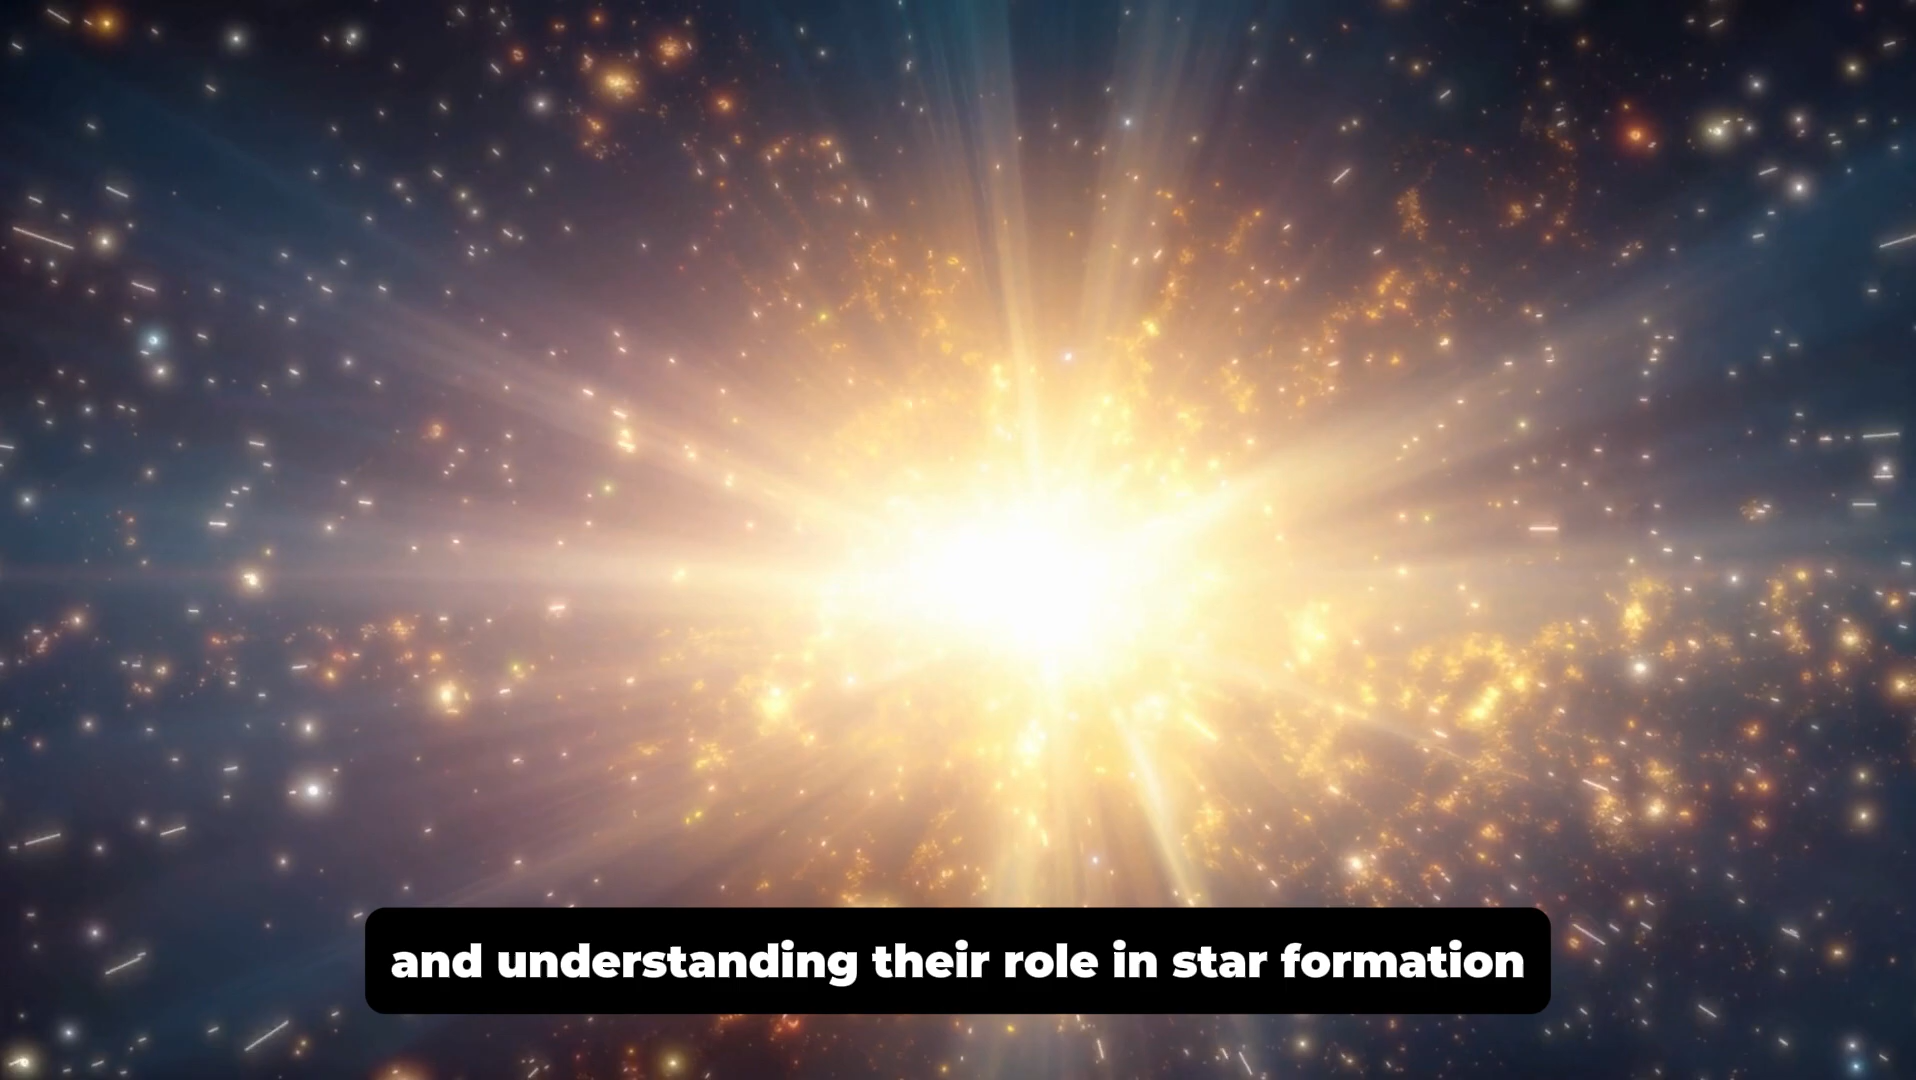 and understanding their role in star formation